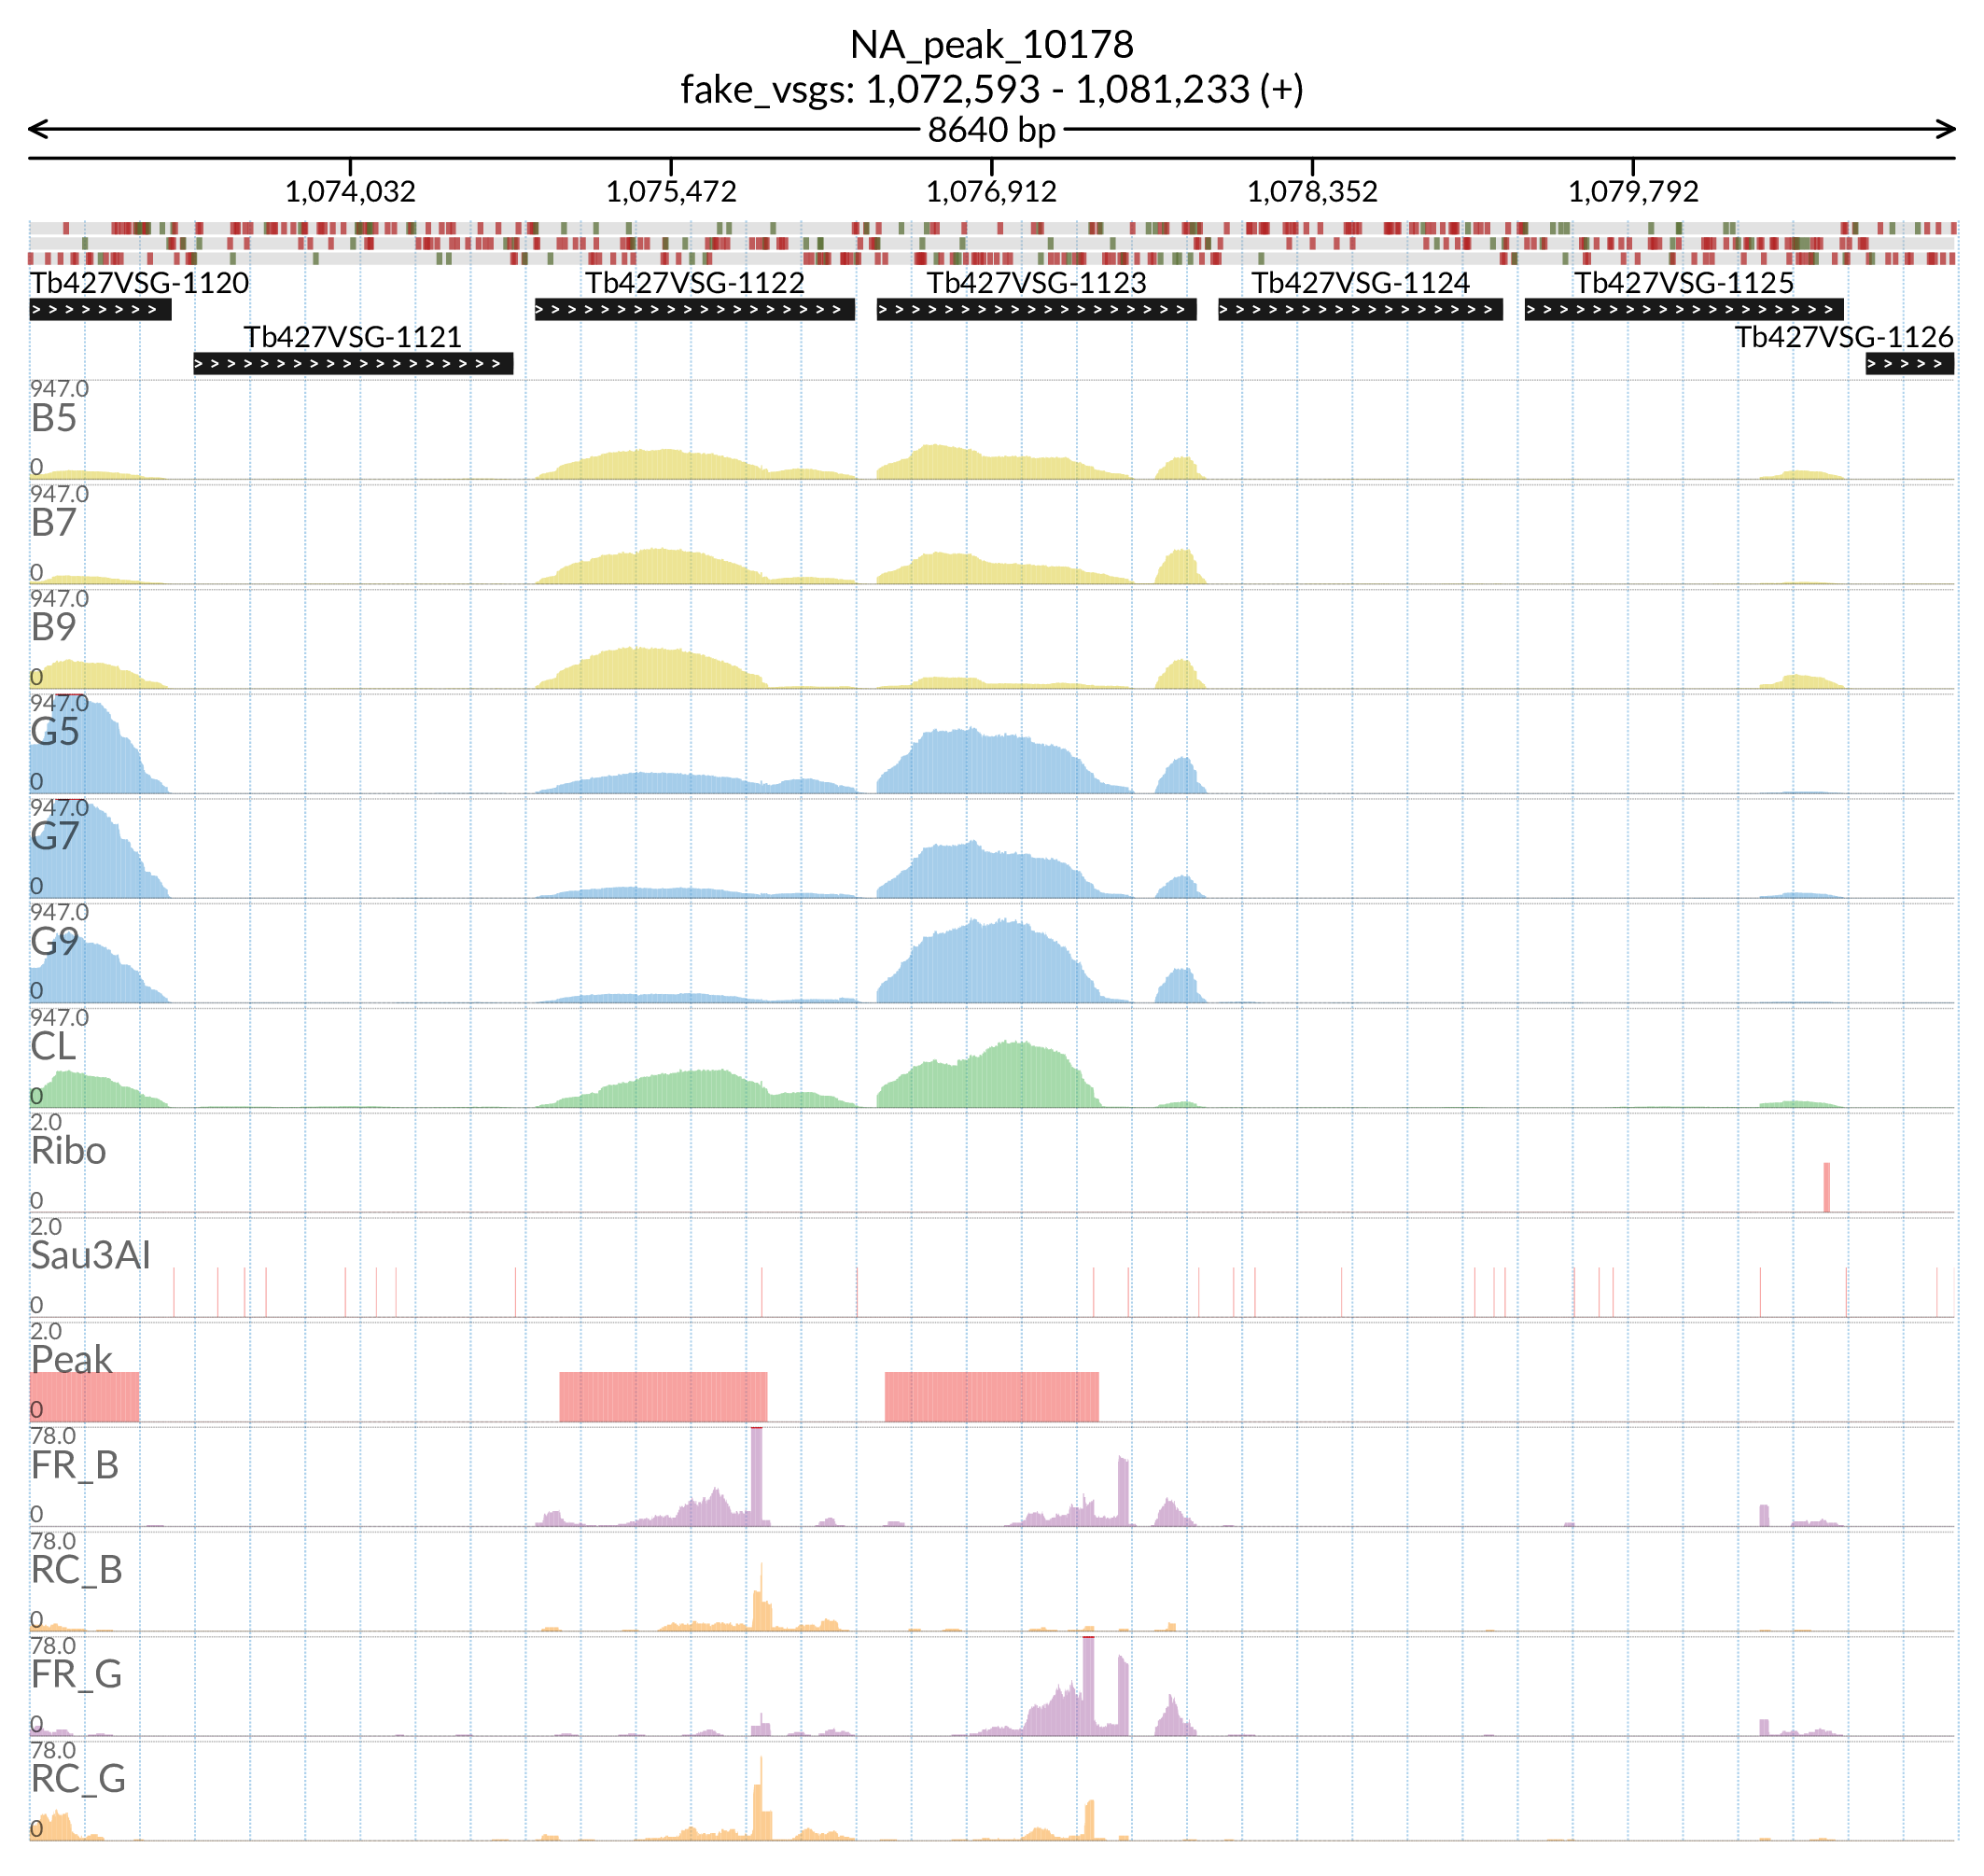 NA_peak_10178
fake_vsgs: 1,072,593 - 1,081,233 (+)
8640 bp
1,074,032 1,075,472 1,076,912 1,078,352 1,079,792
Tb427VSG-1120 Tb427VSG-1122 Tb427VSG-1123 Tb427VSG-1124 Tb427VSG-1125
Tb427VSG-1121 Tb427VSG-1126
947.0
B5
0
947.0
B7
0
947.0
B9
0
947.0
G5
0
947.0
G7
0
947.0
G9
0
947.0
CL
0
2.0
Ribo
0
2.0
Sau3AI
0
2.0
Peak
0
78.0
FR_B
0
78.0
RC_B
0
78.0
FR_G
0
78.0
RC_G
0